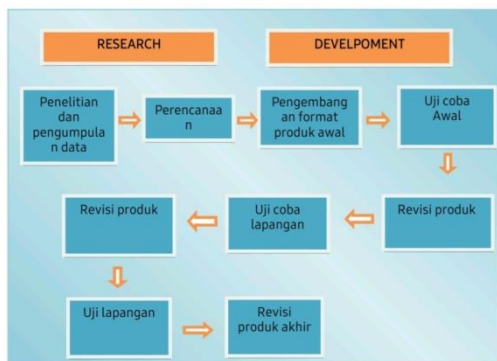 RESEARCH
DEVELPOMENT
Penelitian
dan
pengumpula
n data
Perencanaa
n
Pengembang
an format
produk awal
Uji coba
Awal
Revisi produk
Uji coba
lapangan
Revisi produk
Uji lapangan
Revisi
produk akhir